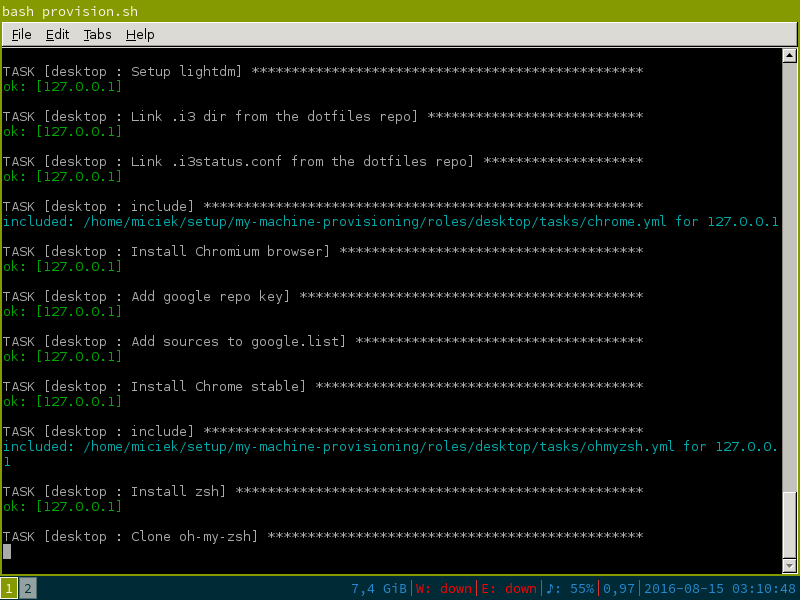 bash provision.sh
File Edit Tabs Help
TASK [desktop : Setup lightdm] *************************************************
ok: [127.0.0.1]
TASK [desktop : Link .i3 dir from the dotfiles repo] ***************************
ok: [127.0.0.1]
TASK [desktop : Link .i3status.conf from the dotfiles repo] ********************
ok: [127.0.0.1]
TASK [desktop : include] *******************************************************
included: /home/miciek/setup/my-machine-provisioning/roles/desktop/tasks/chrome.yml for 127.0.0.1
TASK [desktop : Install Chromium browser] **************************************
ok: [127.0.0.1]
TASK [desktop : Add google repo key] *******************************************
ok: [127.0.0.1]
TASK [desktop : Add sources to google.list] ************************************
ok: [127.0.0.1]
TASK [desktop : Install Chrome stable] *****************************************
ok: [127.0.0.1]
TASK [desktop : include] *******************************************************
included: /home/miciek/setup/my-machine-provisioning/roles/desktop/tasks/ohmyzsh.yml for 127.0.0.
1
TASK [desktop : Install zsh] ***************************************************
ok: [127.0.0.1]
TASK [desktop : Clone oh-my-zsh] ***********************************************
1 2 7,4 GiB|W: down|E: down|♪: 55%|0,97|2016-08-15 03:10:48